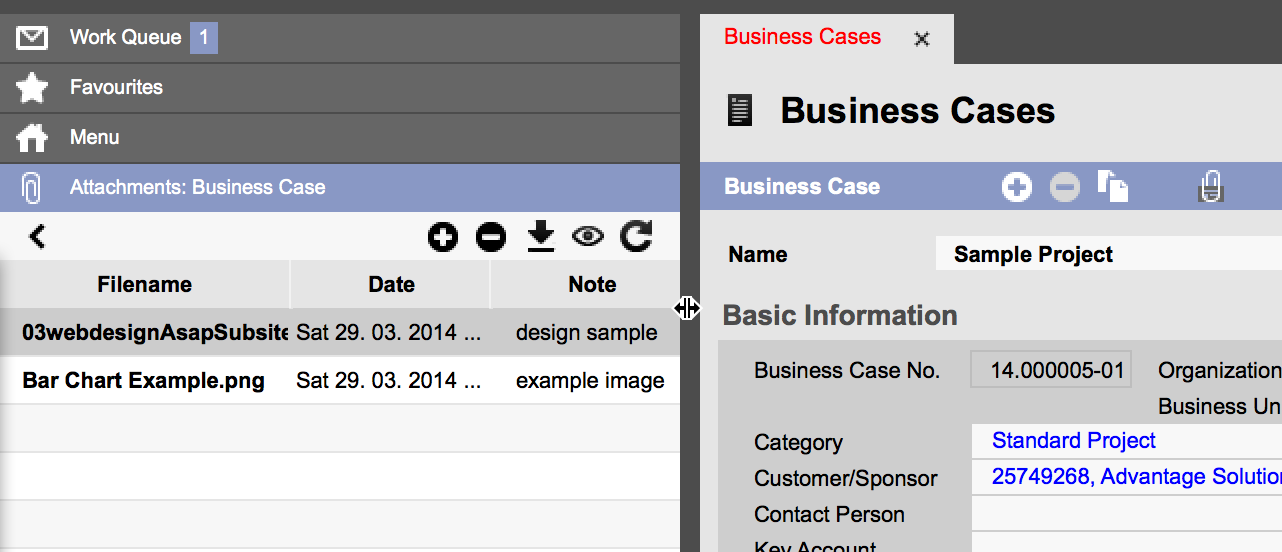 Work Queue 1
Favourites
Menu
Attachments: Business Case
Filename Date Note
03webdesignAsapSubsite Sat 29. 03. 2014 ... design sample
Bar Chart Example.png Sat 29. 03. 2014 ... example image
Business Cases
Business Cases
Business Case
Name Sample Project
Basic Information
Business Case No. 14.000005-01 Organization
Business Un
Category Standard Project
Customer/Sponsor 25749268, Advantage Solution
Contact Person
Key Account